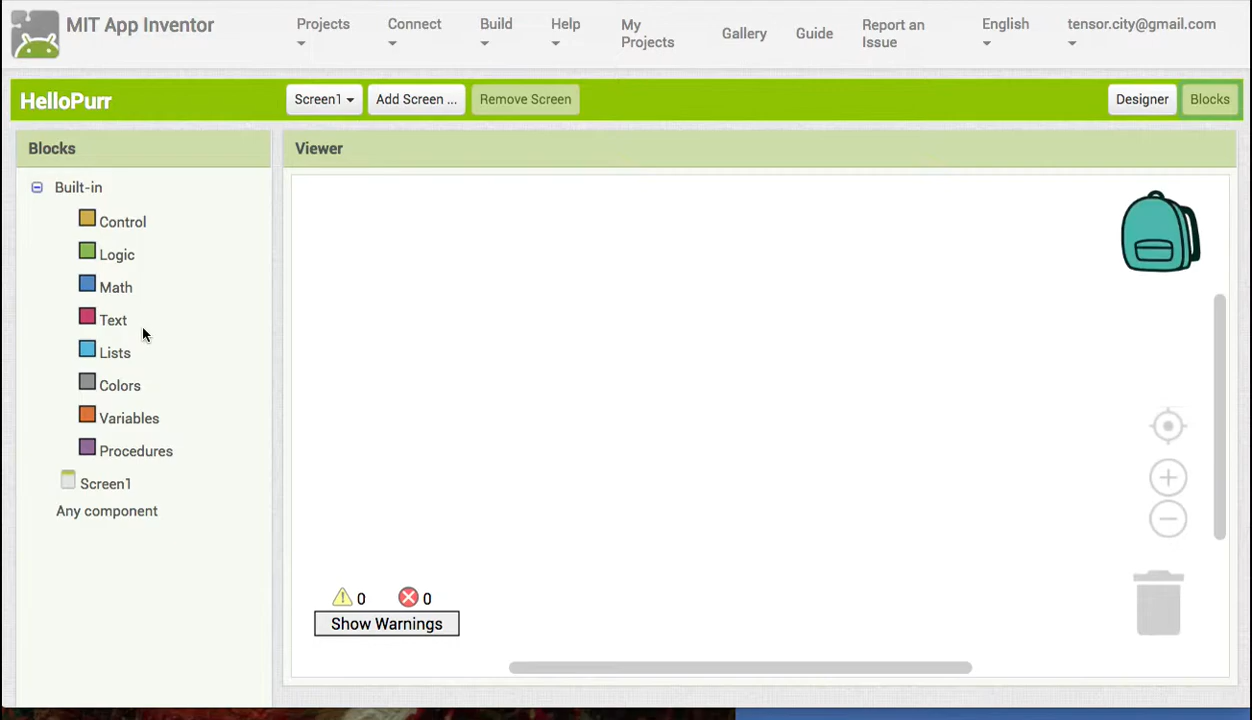 MIT App Inventor
Projects
Connect
Build
Help
My
Projects
Gallery
Guide
Report an
Issue
English
tensor.city@gmail.com
HelloPurr
Screen1
Add Screen ...
Remove Screen
Designer
Blocks
Blocks
Viewer
Built-in
Control
Logic
Math
Text
Lists
Colors
Variables
Procedures
Screen1
Any component
0
0
Show Warnings